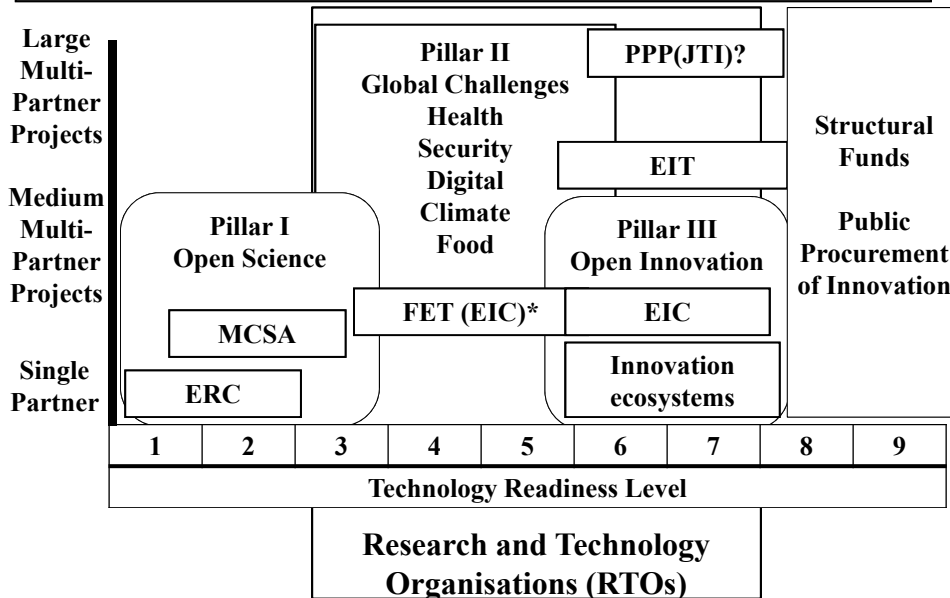 Large
Multi-
Partner
Projects
Medium
Multi-
Partner
Projects
Single
Partner
Pillar I
Open Science
MCSA
ERC
Pillar II
Global Challenges
Health
Security
Digital
Climate
Food
FET (EIC)*
PPP(JTI)?
EIT
Pillar III
Open Innovation
EIC
Innovation
ecosystems
Structural
Funds
Public
Procurement
of Innovation
1 2 3 4 5 6 7 8 9
Technology Readiness Level
Research and Technology
Organisations (RTOs)